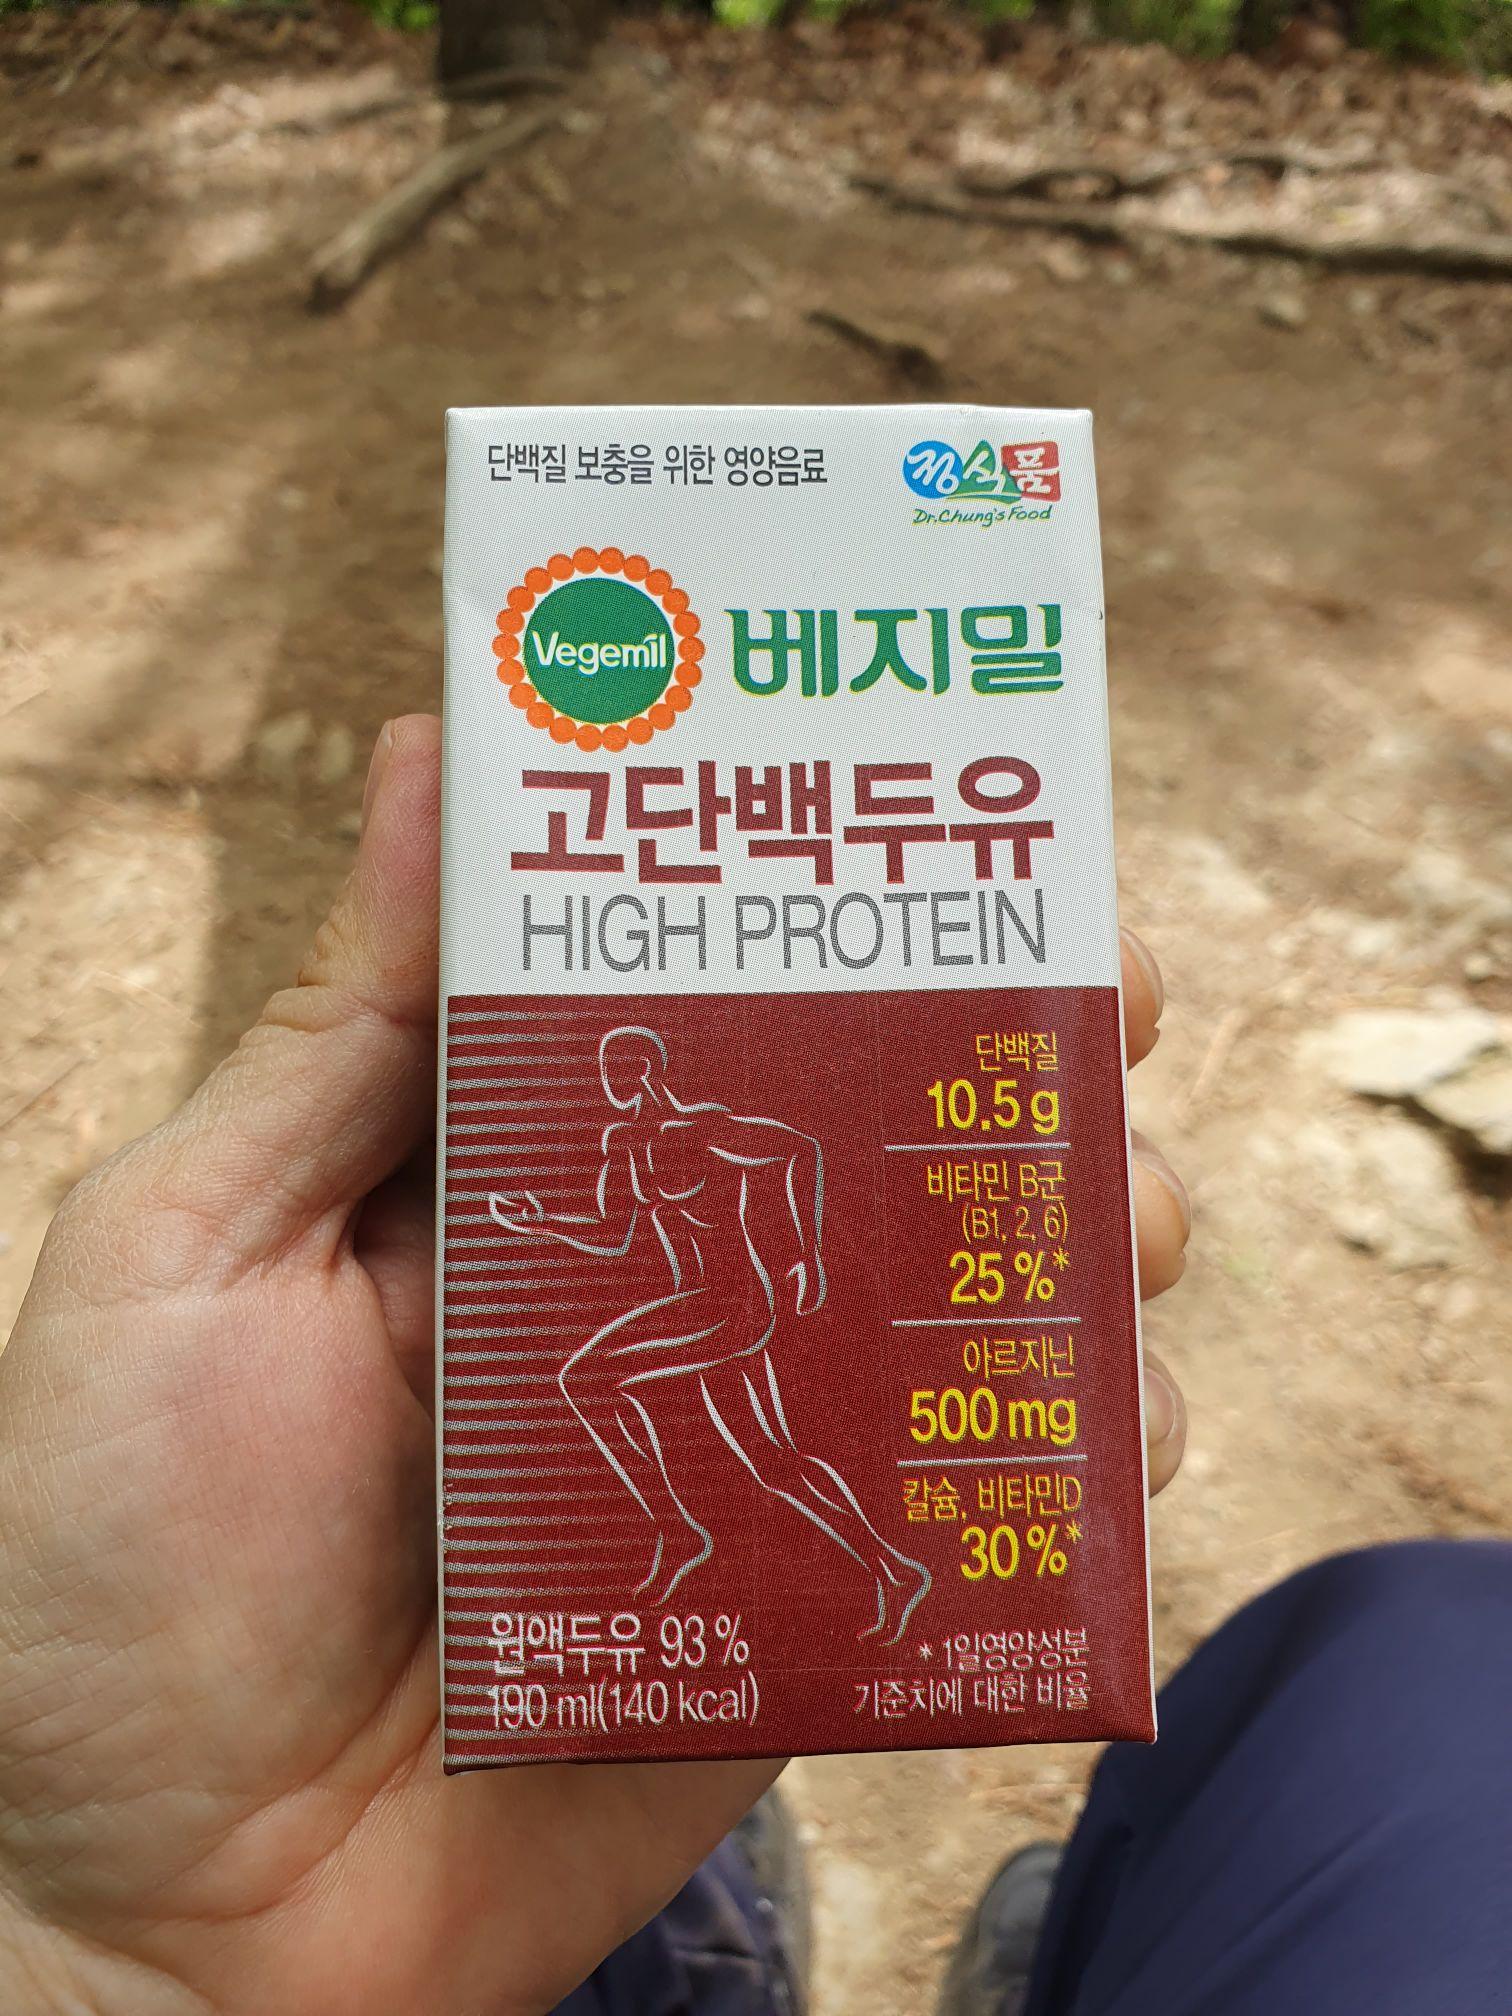 단백질 보충을 위한 영양음료
정식품
Dr.Chung's Food
Vegemil
베지밀
고단백두유
HIGH PROTEIN
단백질
10.5 g
비타민 B군
(B1, 2, 6)
25 %*
아르지닌
500 mg
칼슘, 비타민D
30 %*
원액두유 93 %
190 ml(140 kcal)
* 1일영양성분
기준치에 대한 비율